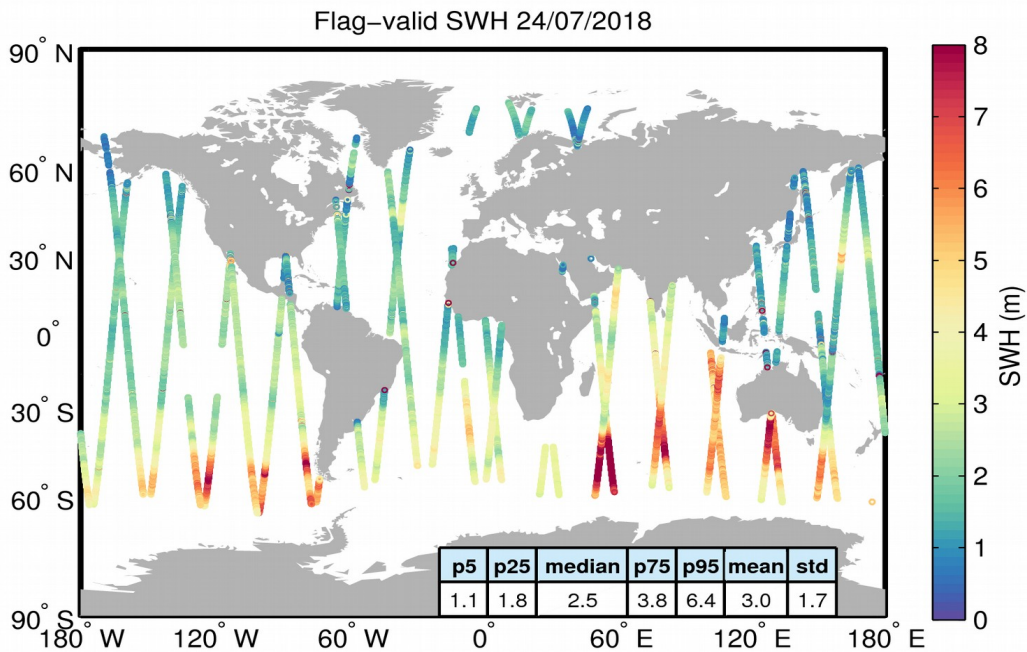 Flag−valid SWH 24/07/2018
90° N
60° N
30° N
0°
30° S
60° S
90° S
180° W
120° W
60° W
0°
60° E
120° E
180° E
p5 p25 median p75 p95 mean std
1.1 1.8 2.5 3.8 6.4 3.0 1.7
8
7
6
5
4
3
2
1
0
SWH (m)